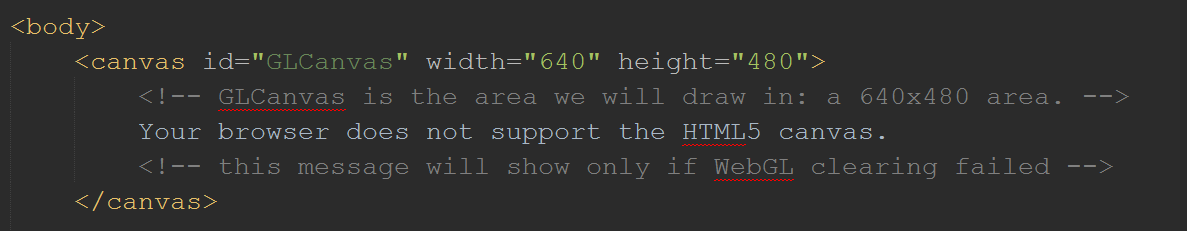 <body>
<canvas id="GLCanvas" width="640" height="480">
<!-- GLCanvas is the area we will draw in: a 640x480 area. -->
Your browser does not support the HTML5 canvas.
<!-- this message will show only if WebGL clearing failed -->
</canvas>